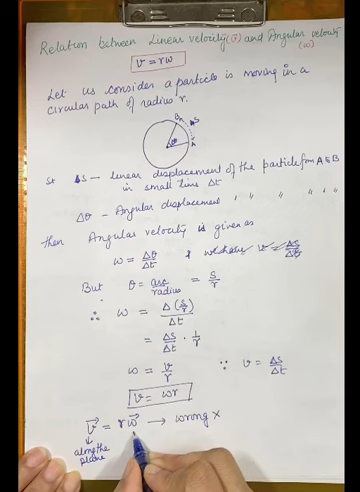 Relation between Linear velocity (v) and Angular velocity (ω)
v = rω
Let us consider a particle is moving in a
circular path of radius r.
B ΔS
Δθ A
ΔS – linear displacement of the particle from A to B
in small time Δt
Δθ – Angular displacement " " " "
then Angular velocity is given as
ω = Δθ/Δt & v = ΔS/Δt
But θ = arc/radius = S/r
∴ ω = Δ(S/r)/Δt
= ΔS/Δt · 1/r
ω = v/r ∵ v = ΔS/Δt
v = ωr
v⃗ = rω⃗ → wrong ×
along the
plane